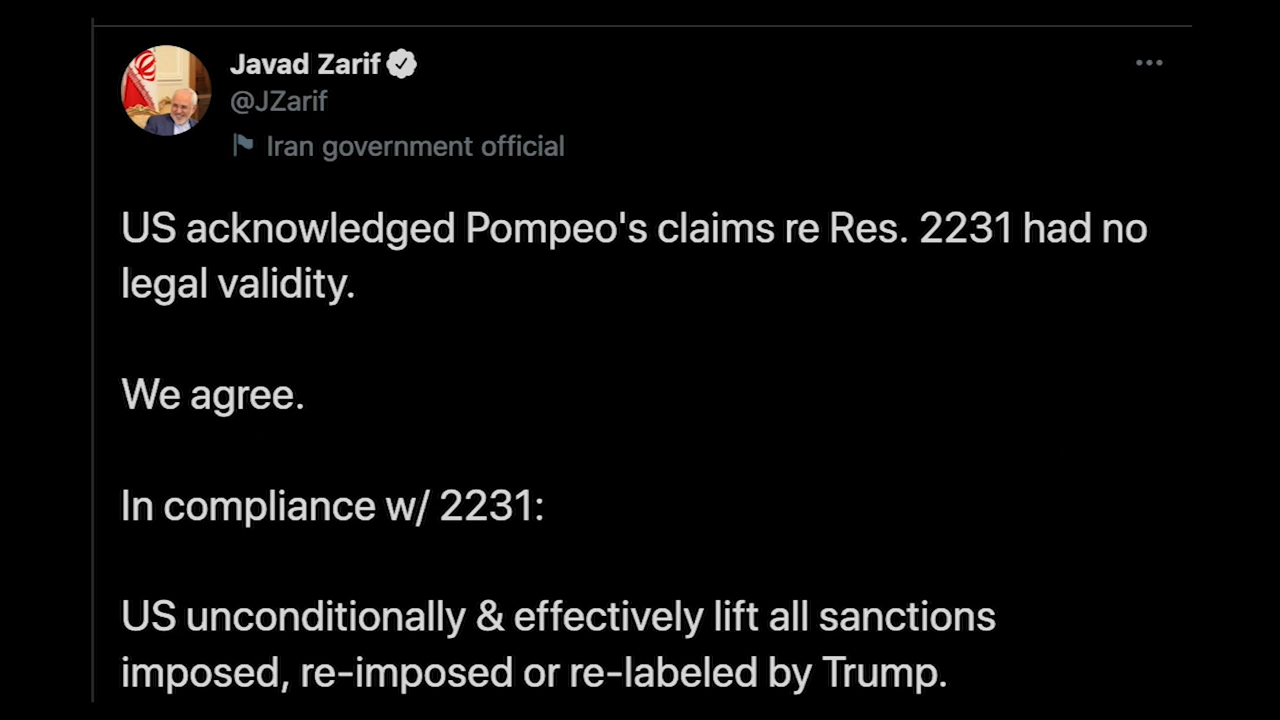 Javad Zarif
@JZarif
Iran government official
US acknowledged Pompeo's claims re Res. 2231 had no
legal validity.
We agree.
In compliance w/ 2231:
US unconditionally & effectively lift all sanctions
imposed, re-imposed or re-labeled by Trump.